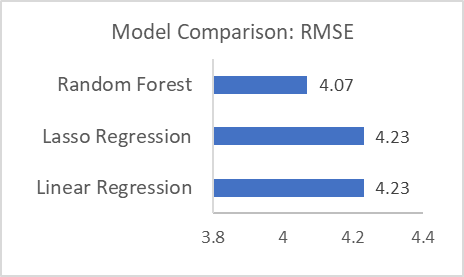 Model Comparison: RMSE
Random Forest 4.07
Lasso Regression 4.23
Linear Regression 4.23
3.8 4 4.2 4.4